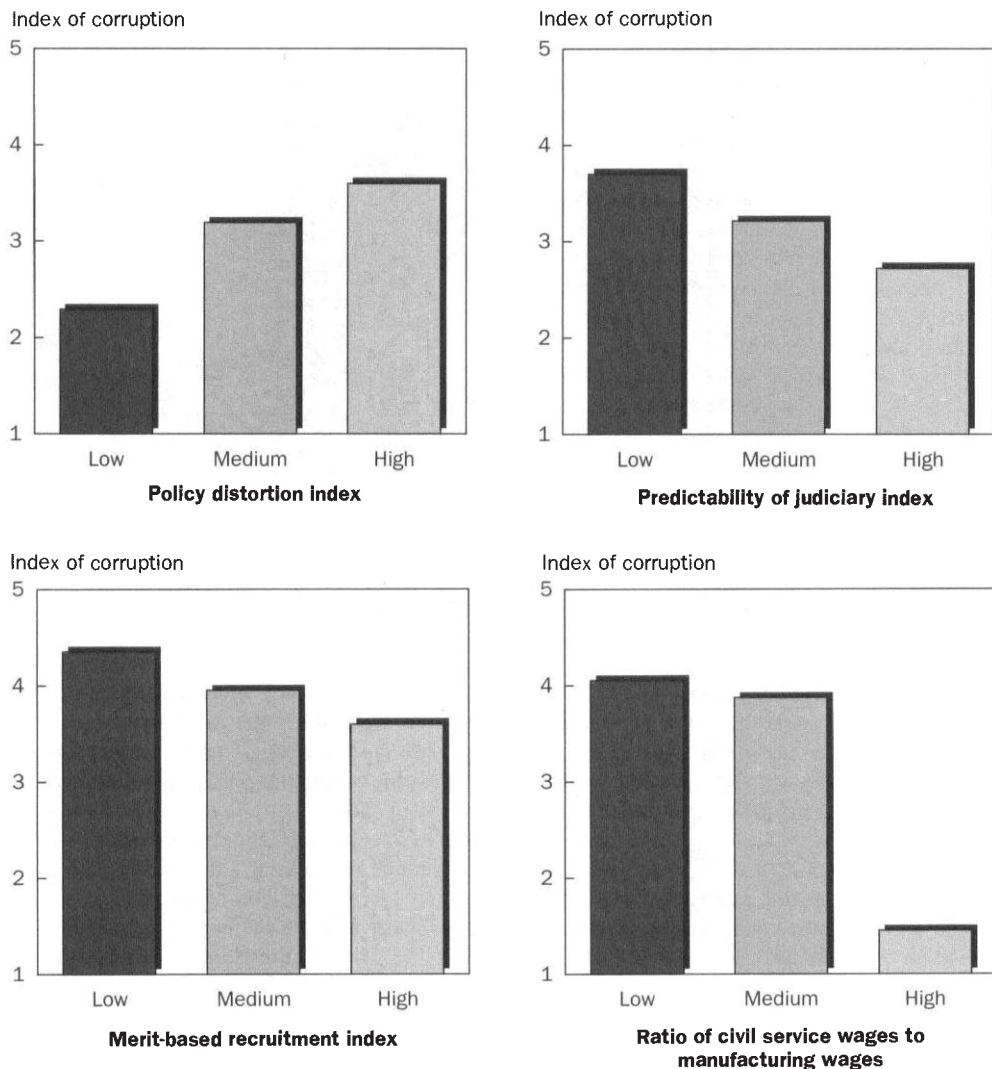 Index of corruption
5
4
3
2
1
Low Medium High
Policy distortion index
Index of corruption
5
4
3
2
1
Low Medium High
Predictability of judiciary index
Index of corruption
5
4
3
2
1
Low Medium High
Merit-based recruitment index
Index of corruption
5
4
3
2
1
Low Medium High
Ratio of civil service wages to
manufacturing wages